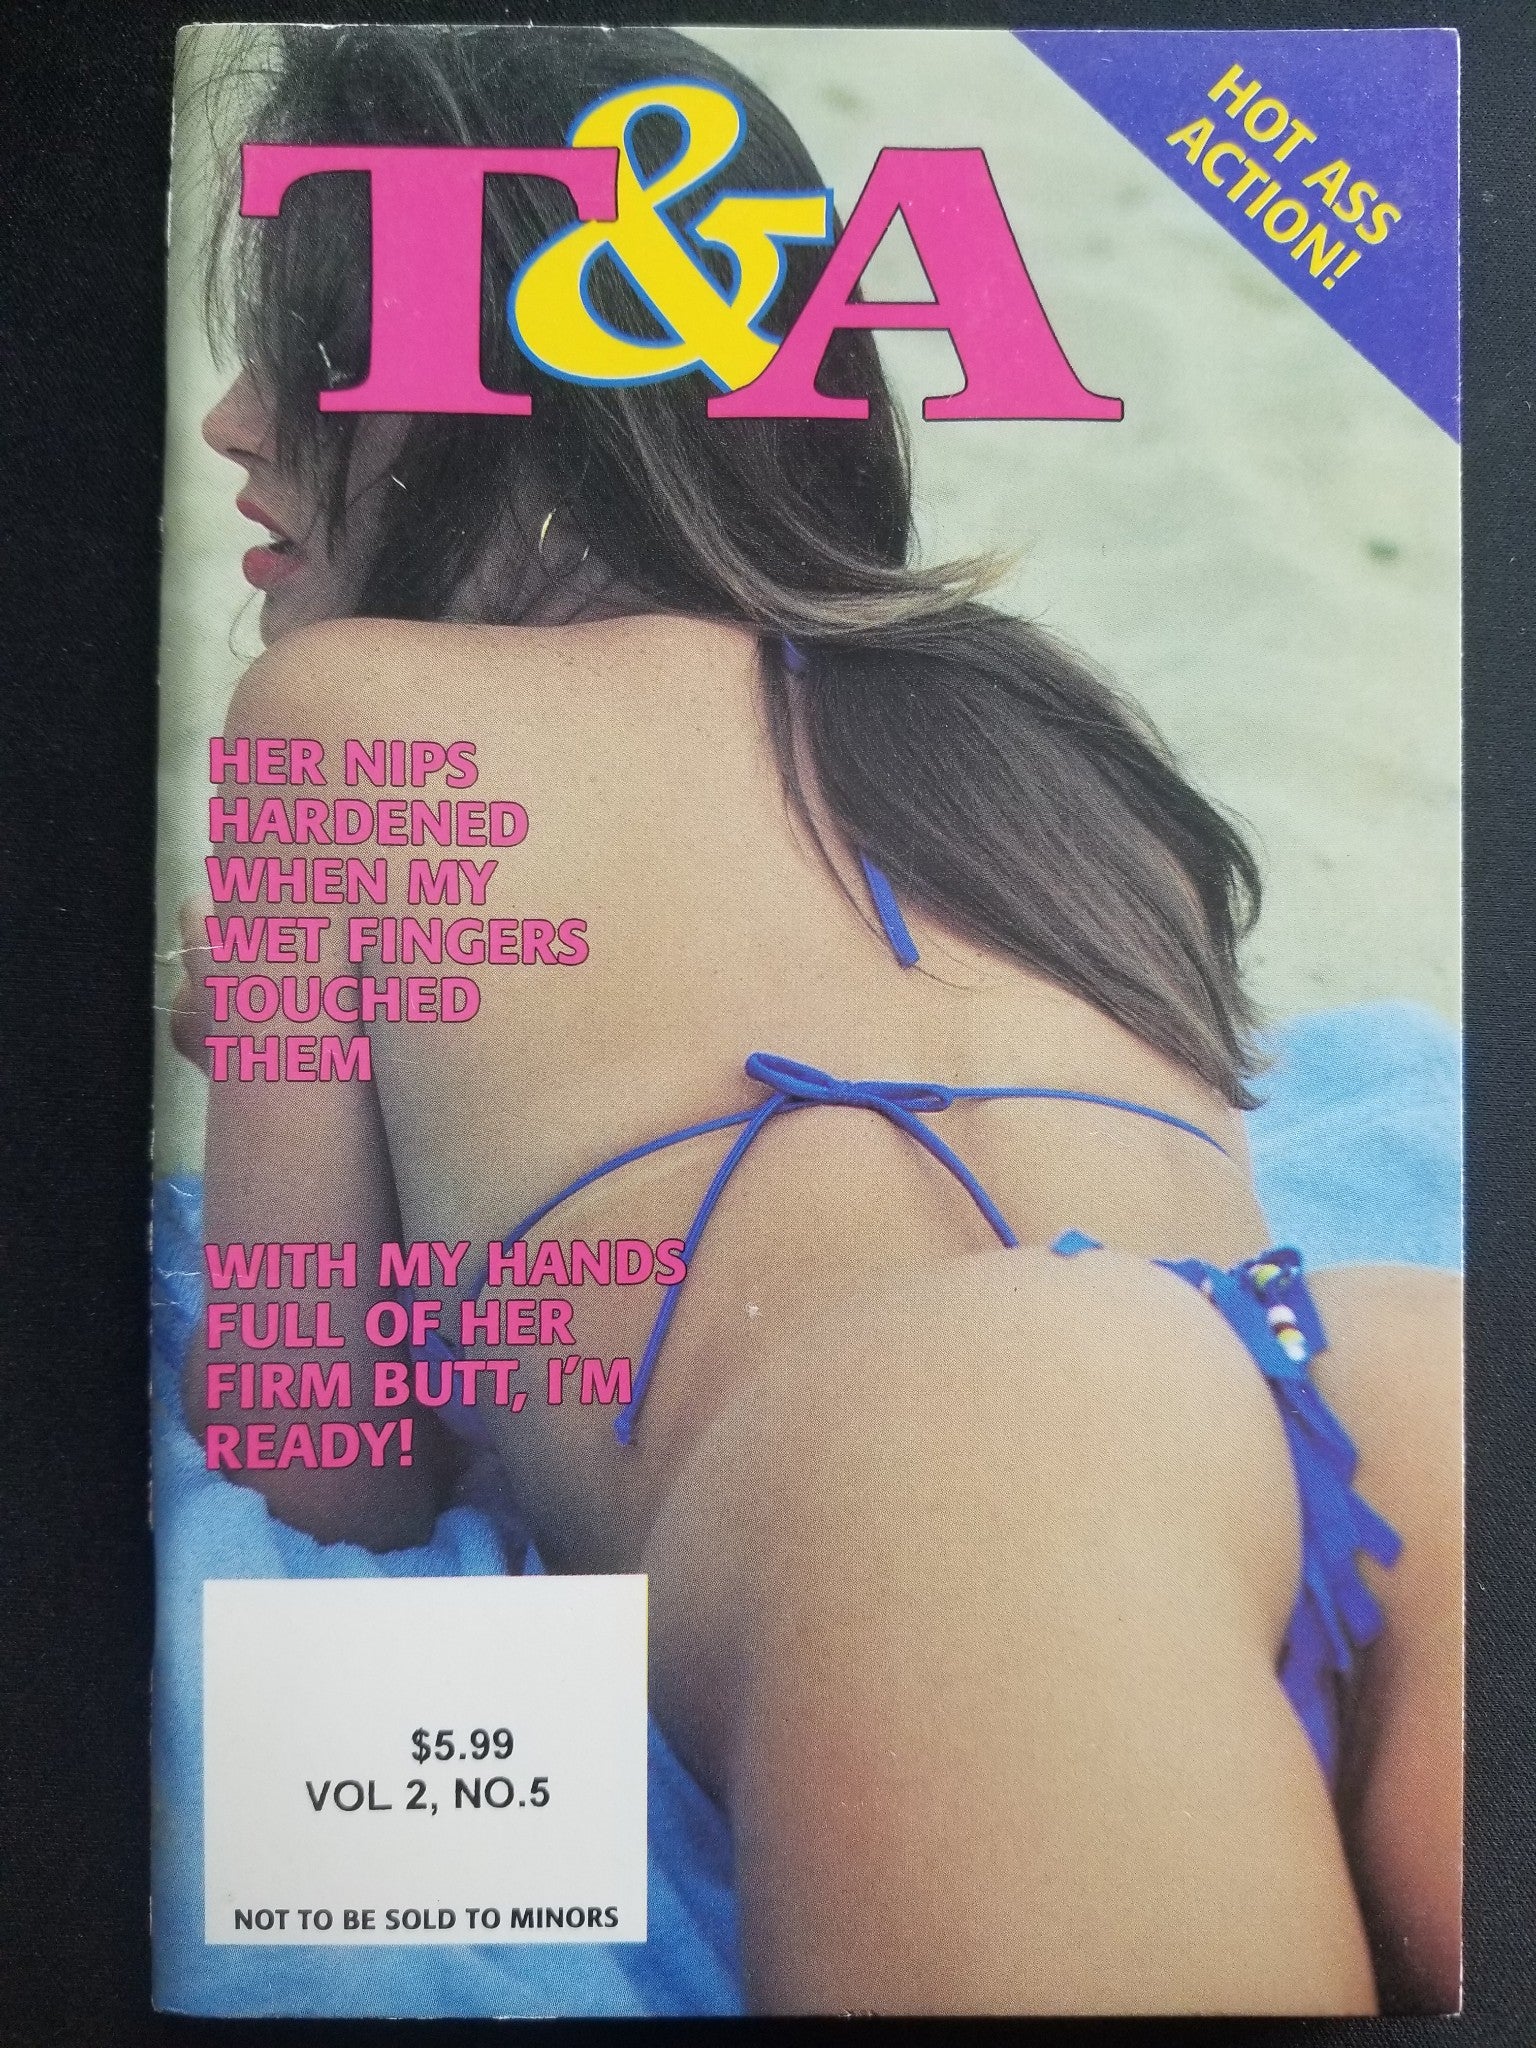 T&A
HOT ASS
ACTION!
HER NIPS
HARDENED
WHEN MY
WET FINGERS
TOUCHED
THEM
WITH MY HANDS
FULL OF HER
FIRM BUTT, I'M
READY!
$5.99
VOL 2, NO.5
NOT TO BE SOLD TO MINORS